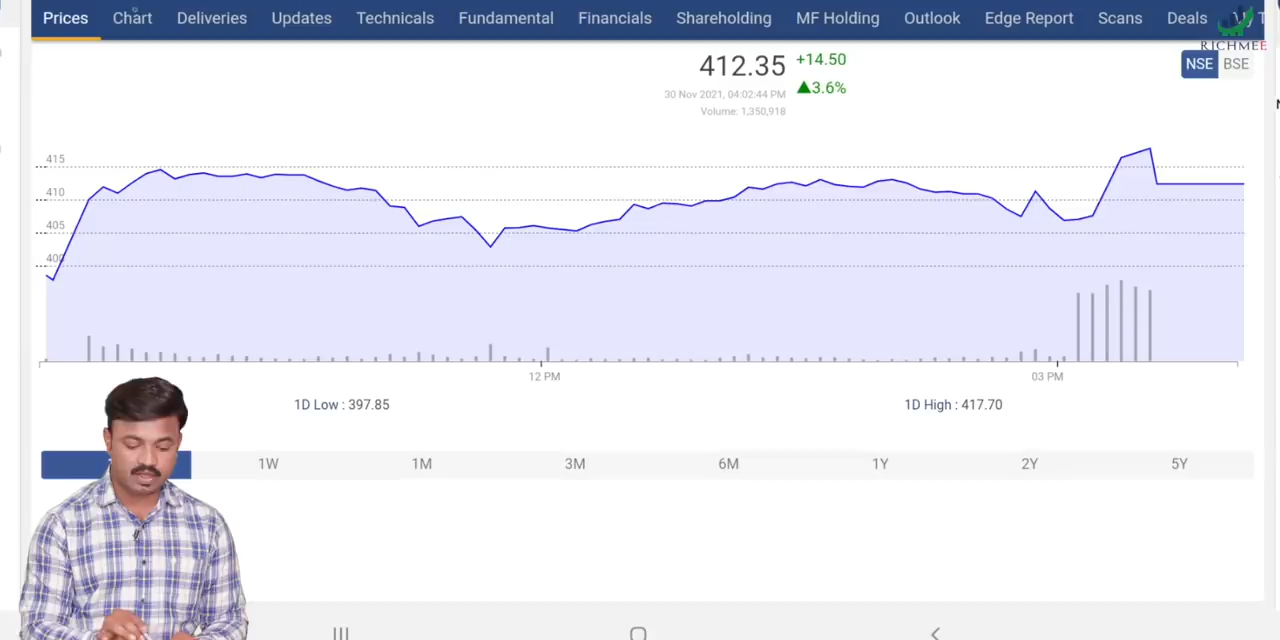 Prices Chart Deliveries Updates Technicals Fundamental Financials Shareholding MF Holding Outlook Edge Report Scans Deals
RICHMEE
412.35 +14.50
3.6%
30 Nov 2021, 04:02:44 PM
Volume: 1,350,918
NSE BSE
415
410
405
400
12 PM 03 PM
1D Low : 397.85 1D High : 417.70
1W 1M 3M 6M 1Y 2Y 5Y